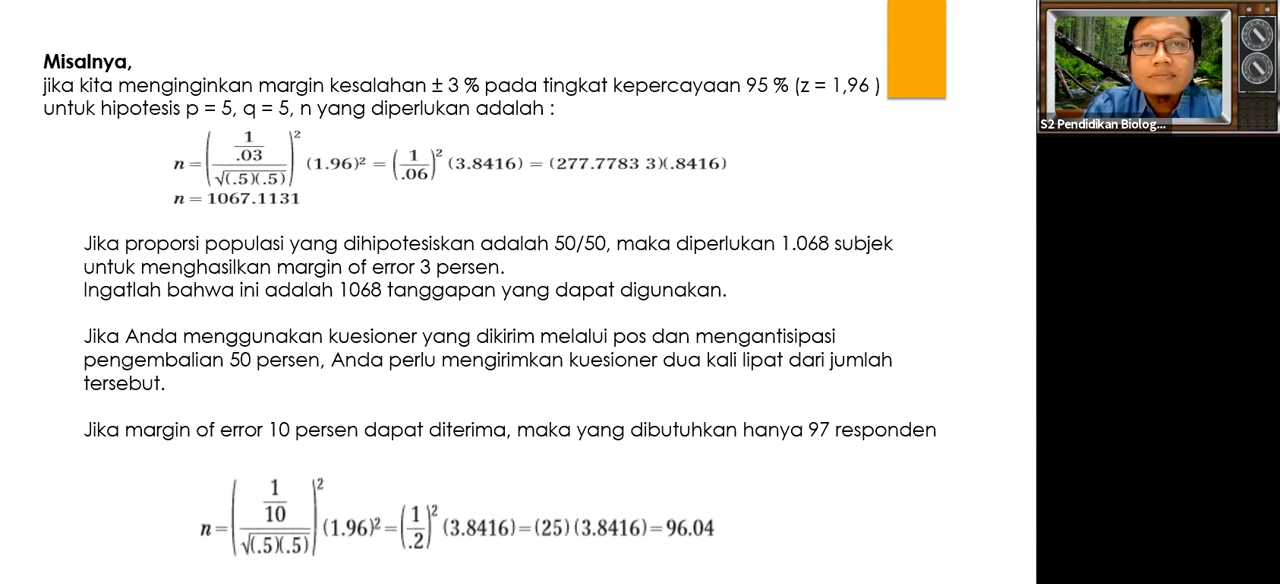 Misalnya,
jika kita menginginkan margin kesalahan ± 3 % pada tingkat kepercayaan 95 % (z = 1,96 )
untuk hipotesis p = 5, q = 5, n yang diperlukan adalah :
n = ( (1/.03) / √(.5)(.5) )² (1.96)² = (1/.06)² (3.8416) = (277.7783 3)(.8416)
n = 1067.1131
Jika proporsi populasi yang dihipotesiskan adalah 50/50, maka diperlukan 1.068 subjek
untuk menghasilkan margin of error 3 persen.
Ingatlah bahwa ini adalah 1068 tanggapan yang dapat digunakan.
Jika Anda menggunakan kuesioner yang dikirim melalui pos dan mengantisipasi
pengembalian 50 persen, Anda perlu mengirimkan kuesioner dua kali lipat dari jumlah
tersebut.
Jika margin of error 10 persen dapat diterima, maka yang dibutuhkan hanya 97 responden
n = ( (1/10) / √(.5)(.5) )² (1.96)² = (1/.2)² (3.8416) = (25) (3.8416) = 96.04
S2 Pendidikan Biolog...